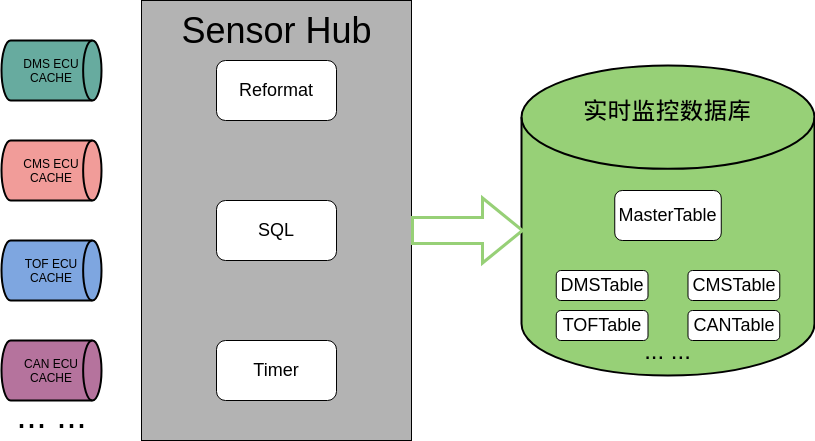 DMS ECU
CACHE
CMS ECU
CACHE
TOF ECU
CACHE
CAN ECU
CACHE
... ...
Sensor Hub
Reformat
SQL
Timer
实时监控数据库
MasterTable
DMSTable
CMSTable
TOFTable
CANTable
... ...